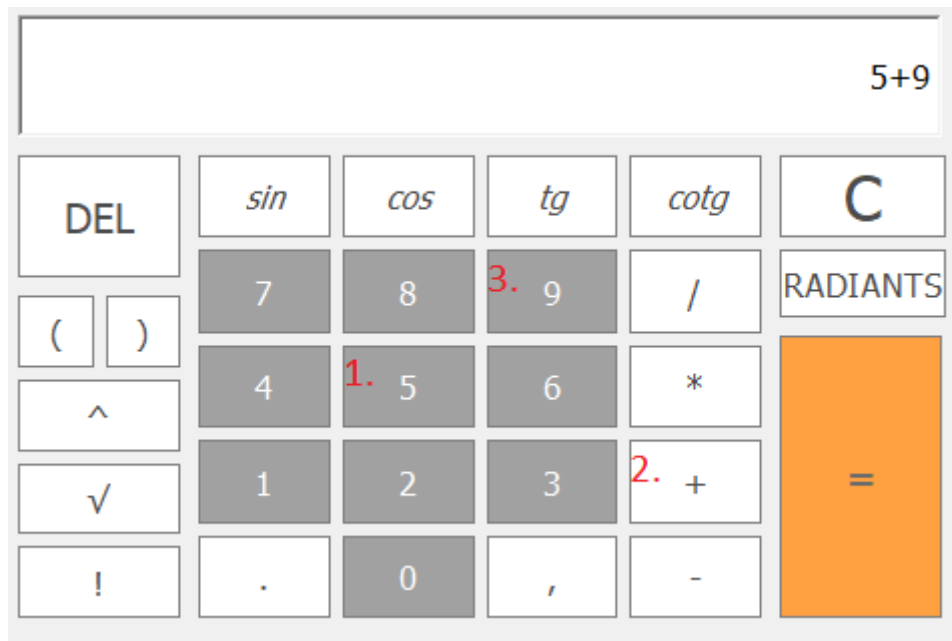 5+9
DEL sin cos tg cotg C
7 8 3. 9 / RADIANTS
( )
4 1. 5 6 *
^
1 2 3 2. + =
√
! . 0 , -